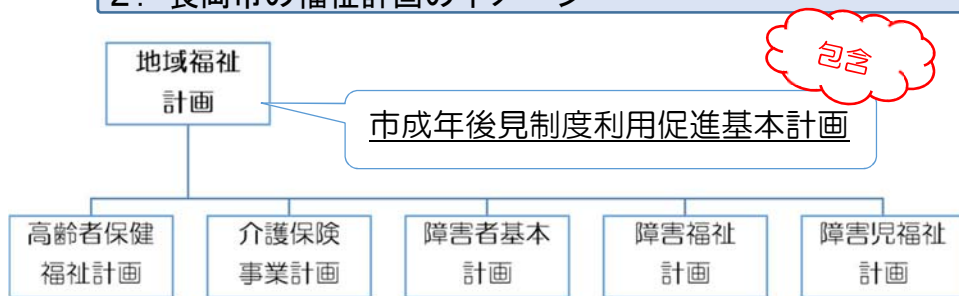 2．長岡市の福祉計画のイメージ
包含
地域福祉
計画
市成年後見制度利用促進基本計画
高齢者保健
福祉計画
介護保険
事業計画
障害者基本
計画
障害福祉
計画
障害児福祉
計画